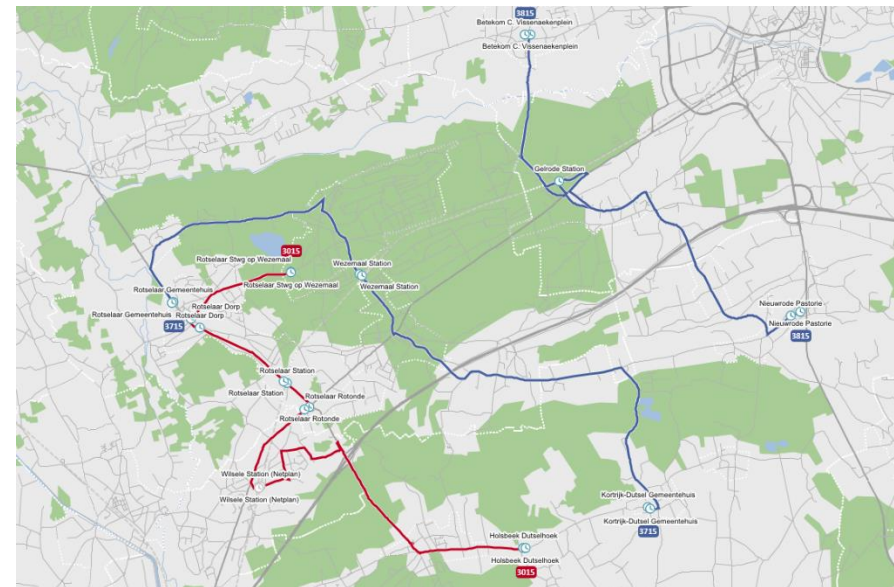 3815
Betekom C. Vissenaekenplein
Betekom C. Vissenaekenplein
Gelrode Station
3015
Rotselaar Stwg op Wezemaal
Rotselaar Stwg op Wezemaal
Wezemaal Station
Wezemaal Station
Rotselaar Gemeentehuis
Rotselaar Gemeentehuis
Rotselaar Dorp
Rotselaar Dorp
3715
Nieuwrode Pastorie
Nieuwrode Pastorie
3815
Rotselaar Station
Rotselaar Station
Rotselaar Rotonde
Rotselaar Rotonde
Wilsele Station (Netplan)
Wilsele Station (Netplan)
Kortrijk-Dutsel Gemeentehuis
Kortrijk-Dutsel Gemeentehuis
3715
Holsbeek Dutselhoek
Holsbeek Dutselhoek
3015